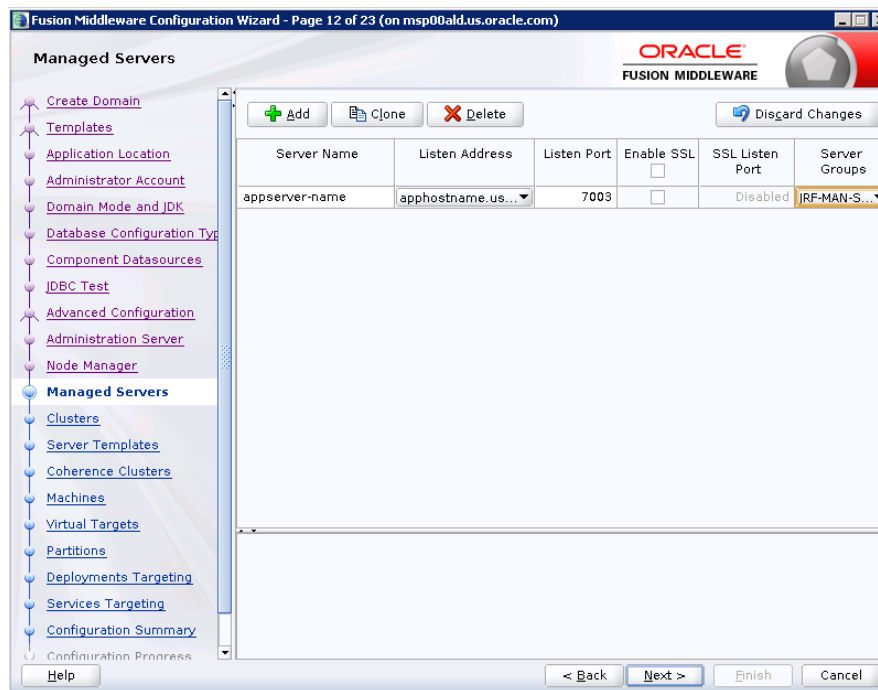 Fusion Middleware Configuration Wizard - Page 12 of 23 (on msp00ald.us.oracle.com)
Managed Servers
ORACLE
FUSION MIDDLEWARE
Create Domain
Templates
Application Location
Administrator Account
Domain Mode and JDK
Database Configuration Typ
Component Datasources
JDBC Test
Advanced Configuration
Administration Server
Node Manager
Managed Servers
Clusters
Server Templates
Coherence Clusters
Machines
Virtual Targets
Partitions
Deployments Targeting
Services Targeting
Configuration Summary
Configuration Progress
Add Clone Delete Discard Changes
Server Name Listen Address Listen Port Enable SSL SSL Listen Port Server Groups
appserver-name apphostname.us... 7003 Disabled JRF-MAN-S...
Help < Back Next > Finish Cancel